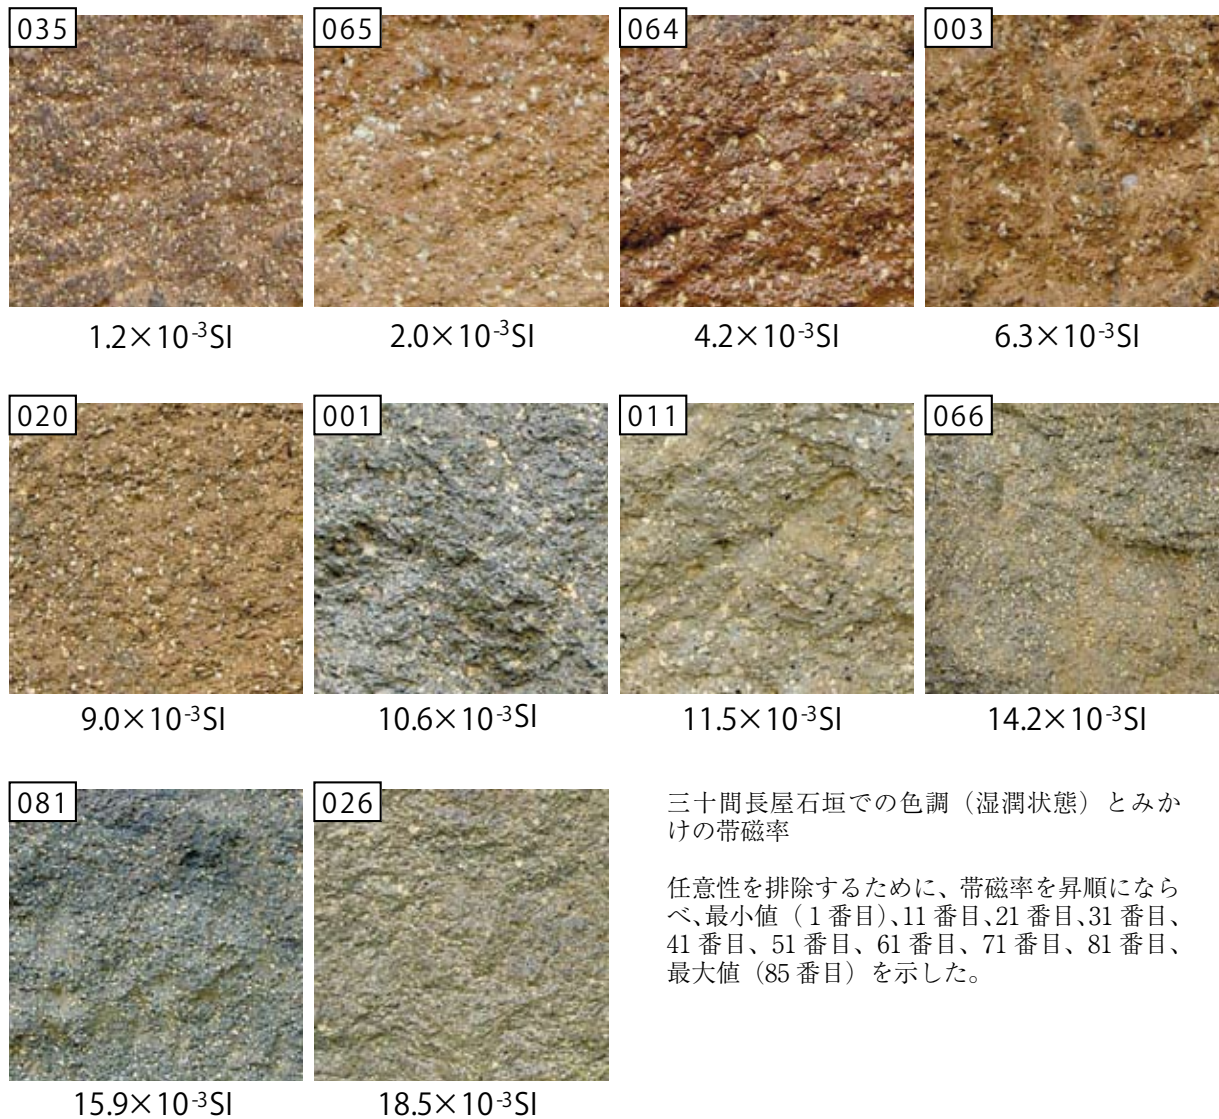 035 065 064 003
1.2×10⁻³SI 2.0×10⁻³SI 4.2×10⁻³SI 6.3×10⁻³SI
020 001 011 066
9.0×10⁻³SI 10.6×10⁻³SI 11.5×10⁻³SI 14.2×10⁻³SI
081 026
15.9×10⁻³SI 18.5×10⁻³SI
三十間長屋石垣での色調（湿潤状態）とみか
けの帯磁率
任意性を排除するために、帯磁率を昇順になら
べ、最小値（1番目）、11番目、21番目、31番目、
41番目、51番目、61番目、71番目、81番目、
最大値（85番目）を示した。